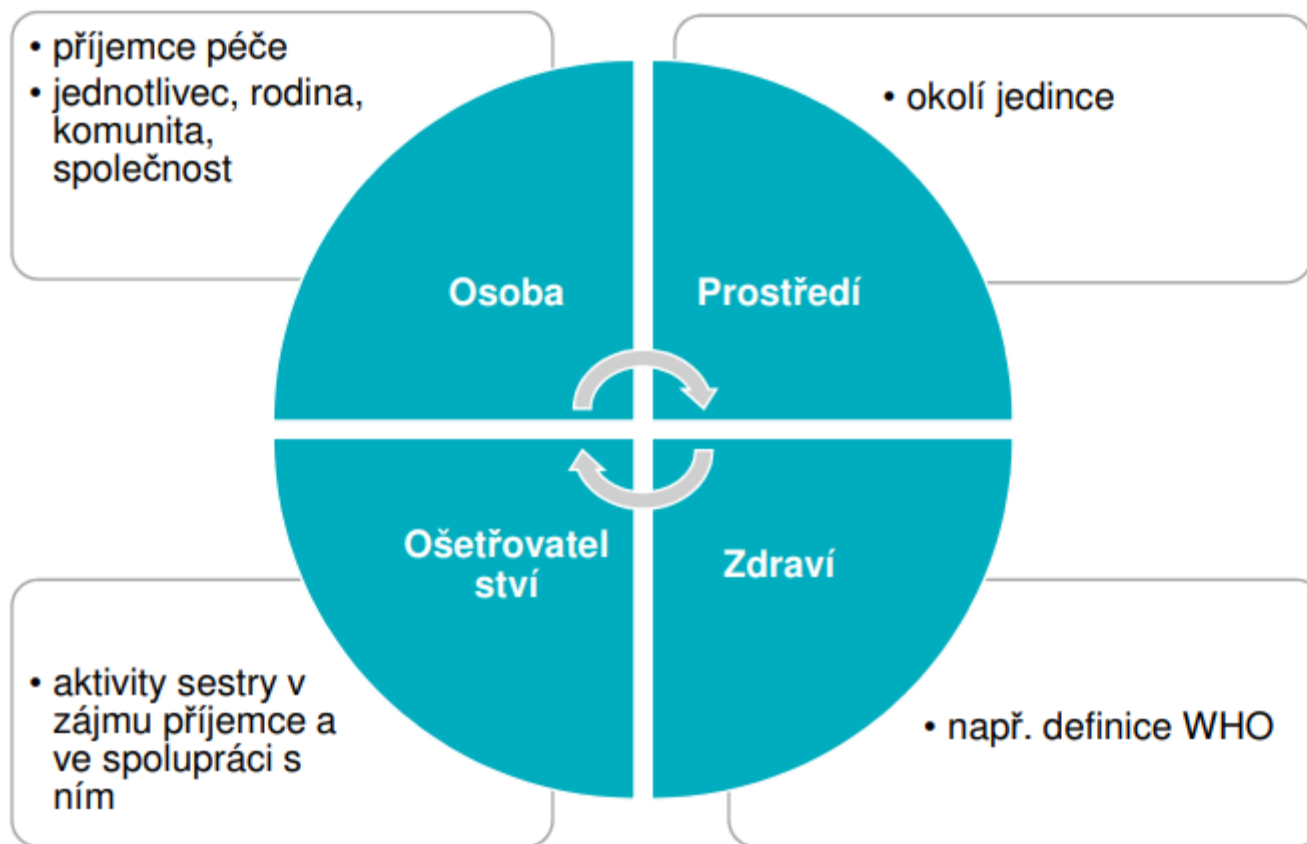 • příjemce péče
• jednotlivec, rodina,
komunita,
společnost
• okolí jedince
Osoba
Prostředí
Ošetřovatel
ství
Zdraví
• aktivity sestry v
zájmu příjemce a
ve spolupráci s
ním
• např. definice WHO